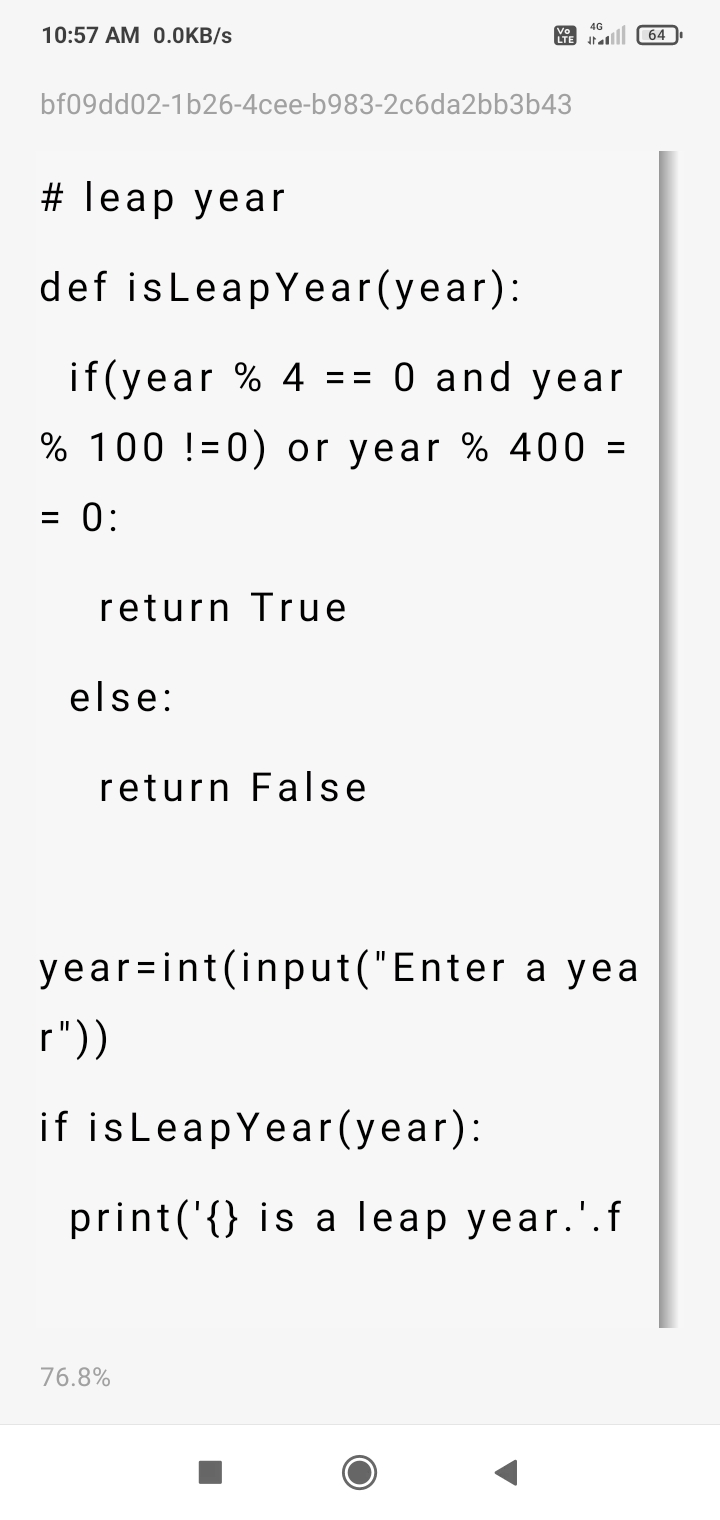 10:57 AM 0.0KB/s
Vo LTE 4G 64
bf09dd02-1b26-4cee-b983-2c6da2bb3b43
# leap year
def isLeapYear(year):
  if(year % 4 == 0 and year
% 100 !=0) or year % 400 =
= 0:
    return True
  else:
    return False
year=int(input("Enter a yea
r"))
if isLeapYear(year):
  print('{} is a leap year.'.f
76.8%